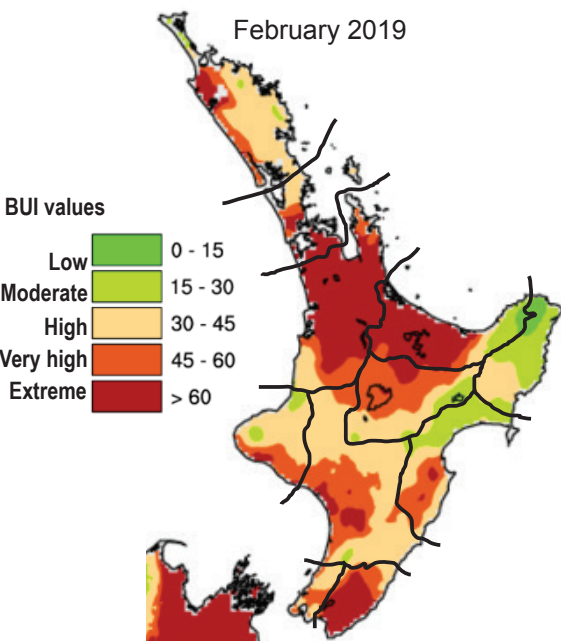 February 2019
BUI values
Low 0 - 15
Moderate 15 - 30
High 30 - 45
Very high 45 - 60
Extreme > 60